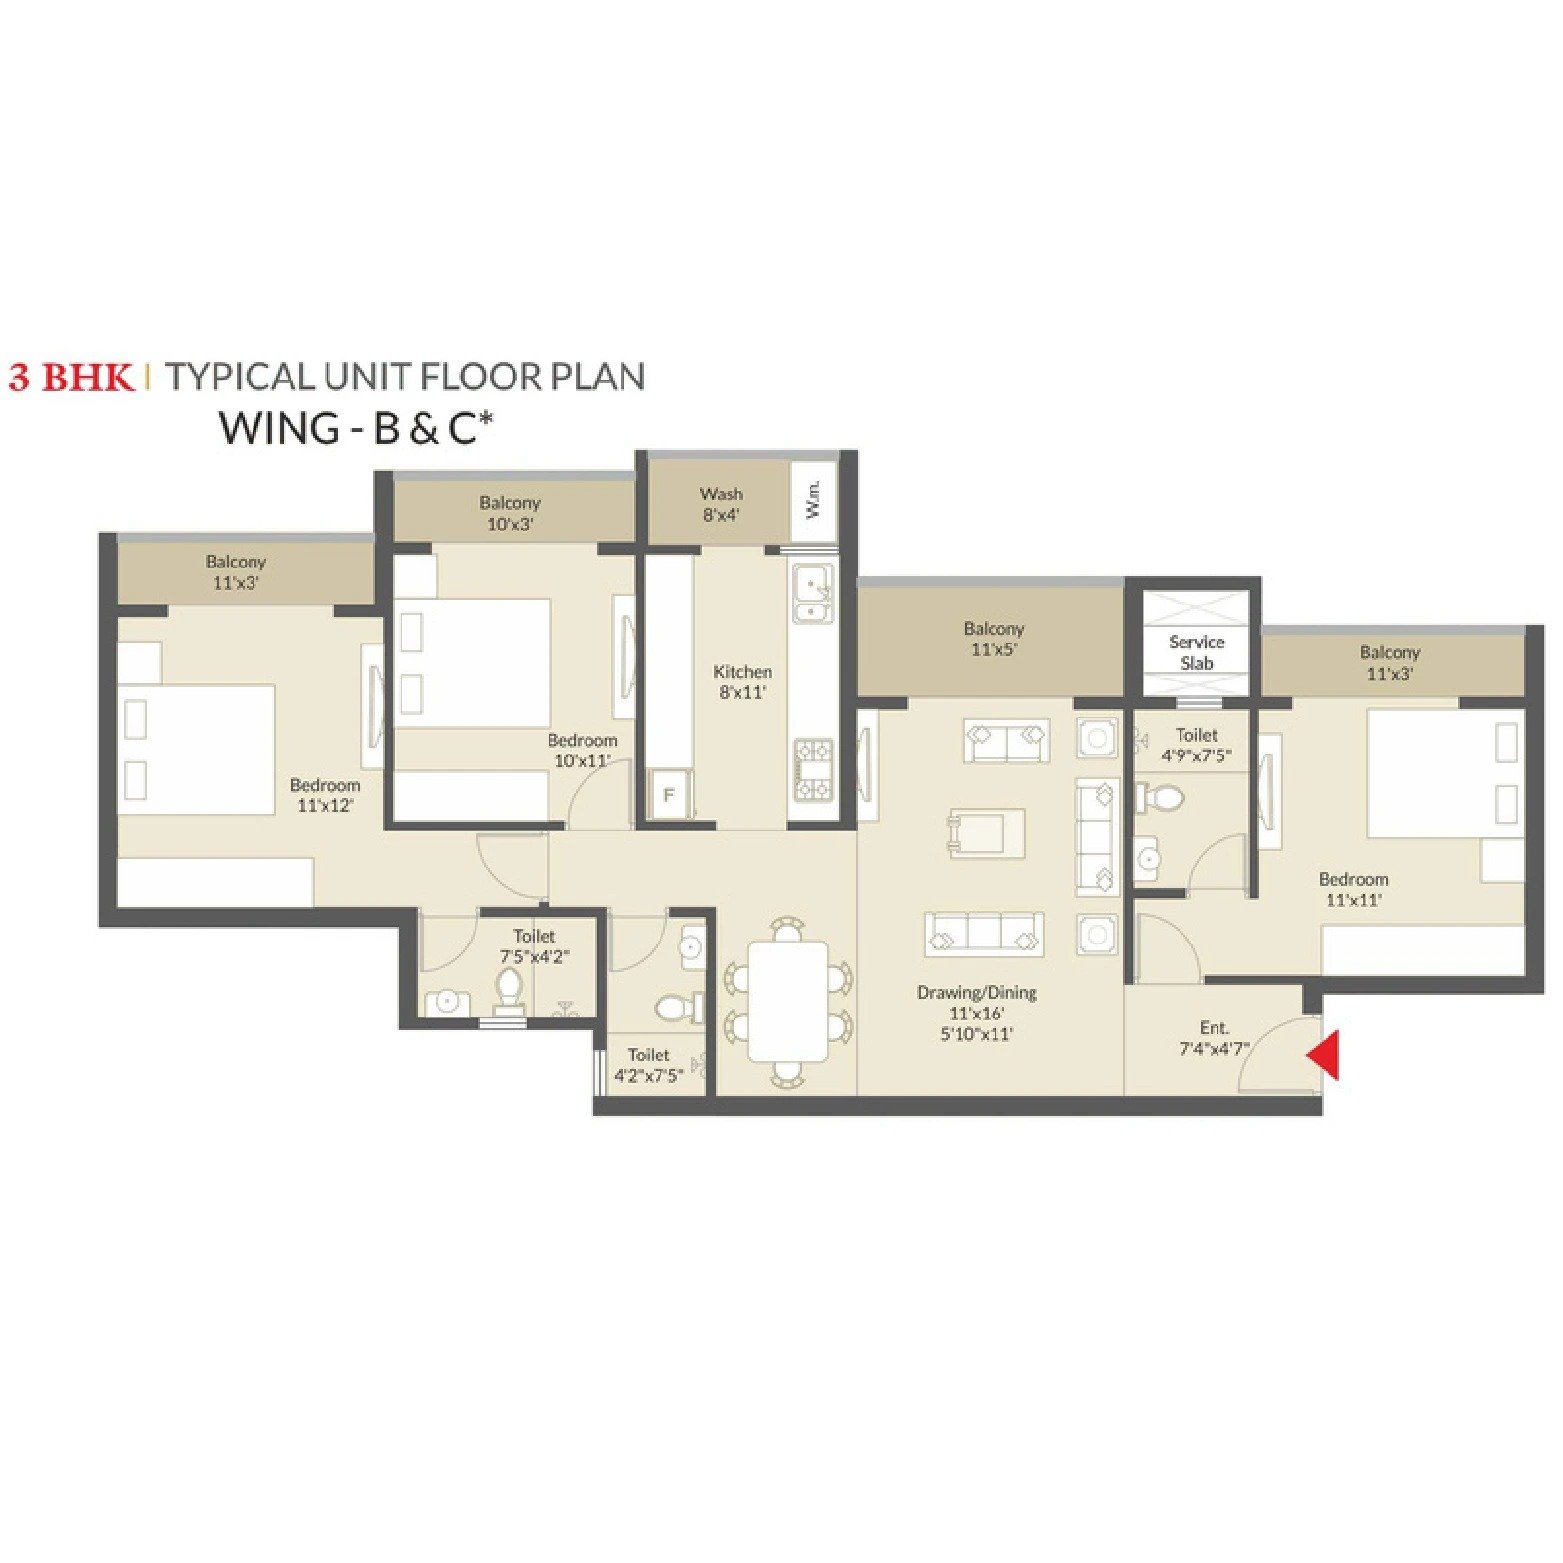 3 BHK | TYPICAL UNIT FLOOR PLAN
WING - B & C*
Balcony
11'x3'
Balcony
10'x3'
Wash
8'x4'
W.m.
Balcony
11'x5'
Service
Slab
Balcony
11'x3'
Bedroom
11'x12'
Bedroom
10'x11'
Kitchen
8'x11'
F
Toilet
4'9"x7'5"
Bedroom
11'x11'
Toilet
7'5"x4'2"
Toilet
4'2"x7'5"
Drawing/Dining
11'x16'
5'10"x11'
Ent.
7'4"x4'7"